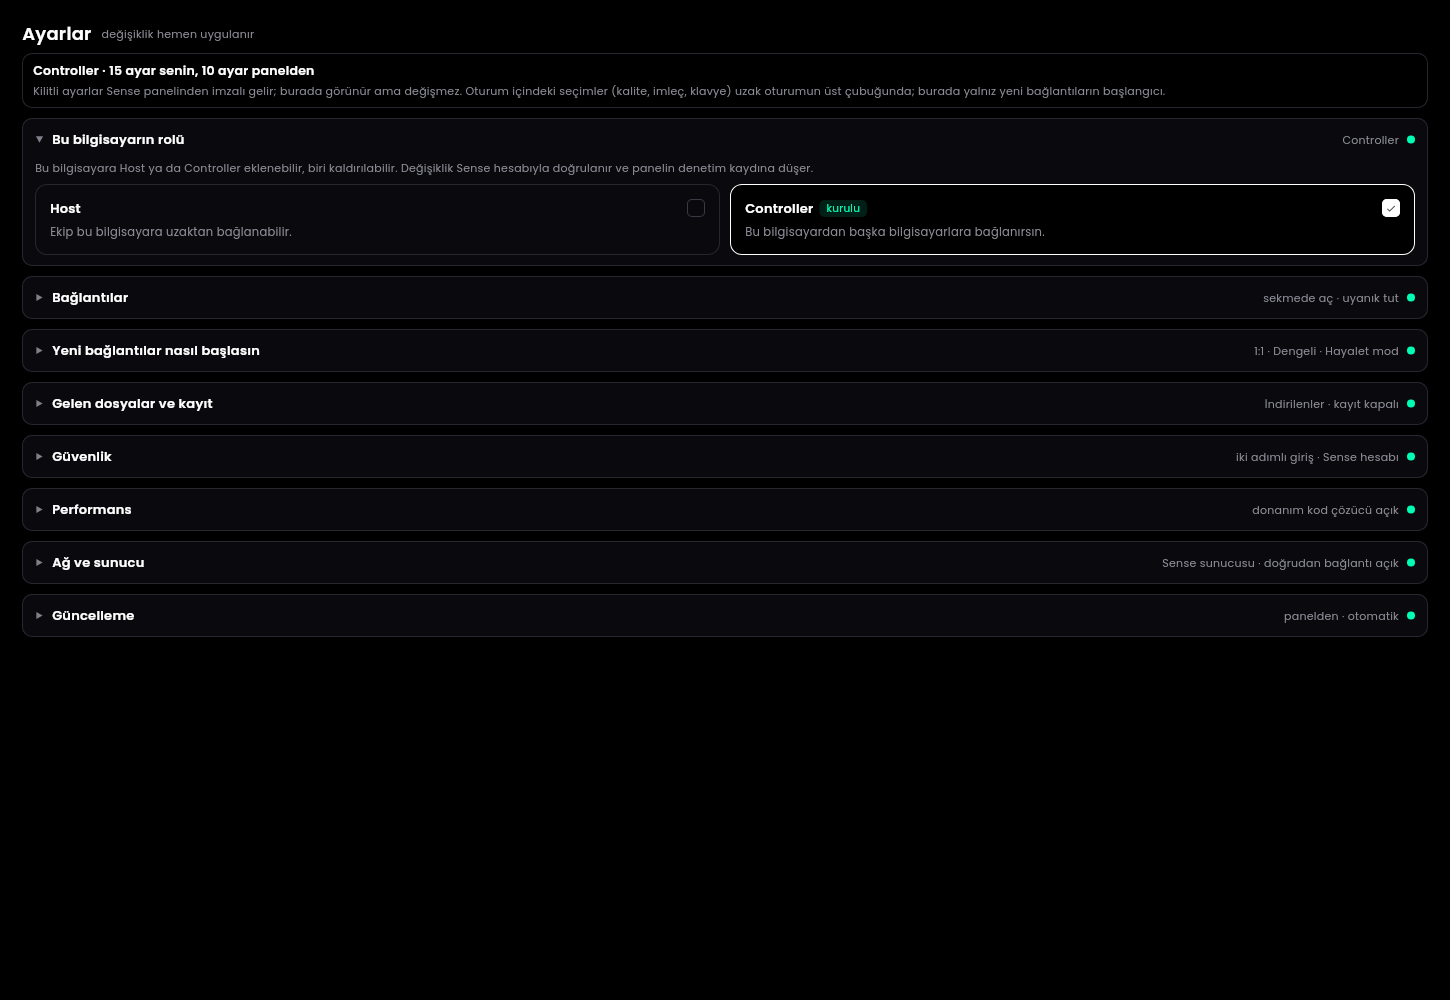 Ayarlar değişiklik hemen uygulanır
Controller · 15 ayar senin, 10 ayar panelden
Kilitli ayarlar Sense panelinden imzalı gelir; burada görünür ama değişmez. Oturum içindeki seçimler (kalite, imleç, klavye) uzak oturumun üst çubuğunda; burada yalnız yeni bağlantıların başlangıcı.
Bu bilgisayarın rolü Controller
Bu bilgisayara Host ya da Controller eklenebilir, biri kaldırılabilir. Değişiklik Sense hesabıyla doğrulanır ve panelin denetim kaydına düşer.
Host
Ekip bu bilgisayara uzaktan bağlanabilir.
Controller kurulu
Bu bilgisayardan başka bilgisayarlara bağlanırsın.
Bağlantılar sekmede aç · uyanık tut
Yeni bağlantılar nasıl başlasın 1:1 · Dengeli · Hayalet mod
Gelen dosyalar ve kayıt İndirilenler · kayıt kapalı
Güvenlik iki adımlı giriş · Sense hesabı
Performans donanım kod çözücü açık
Ağ ve sunucu Sense sunucusu · doğrudan bağlantı açık
Güncelleme panelden · otomatik